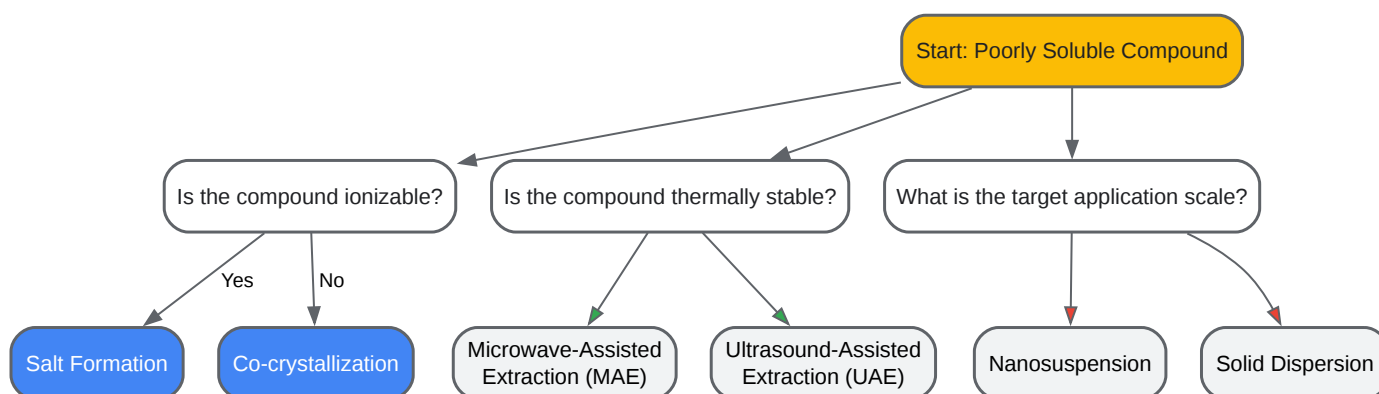 Start: Poorly Soluble Compound
Is the compound ionizable?
Is the compound thermally stable?
What is the target application scale?
Yes
No
Salt Formation
Co-crystallization
Microwave-Assisted
Extraction (MAE)
Ultrasound-Assisted
Extraction (UAE)
Nanosuspension
Solid Dispersion